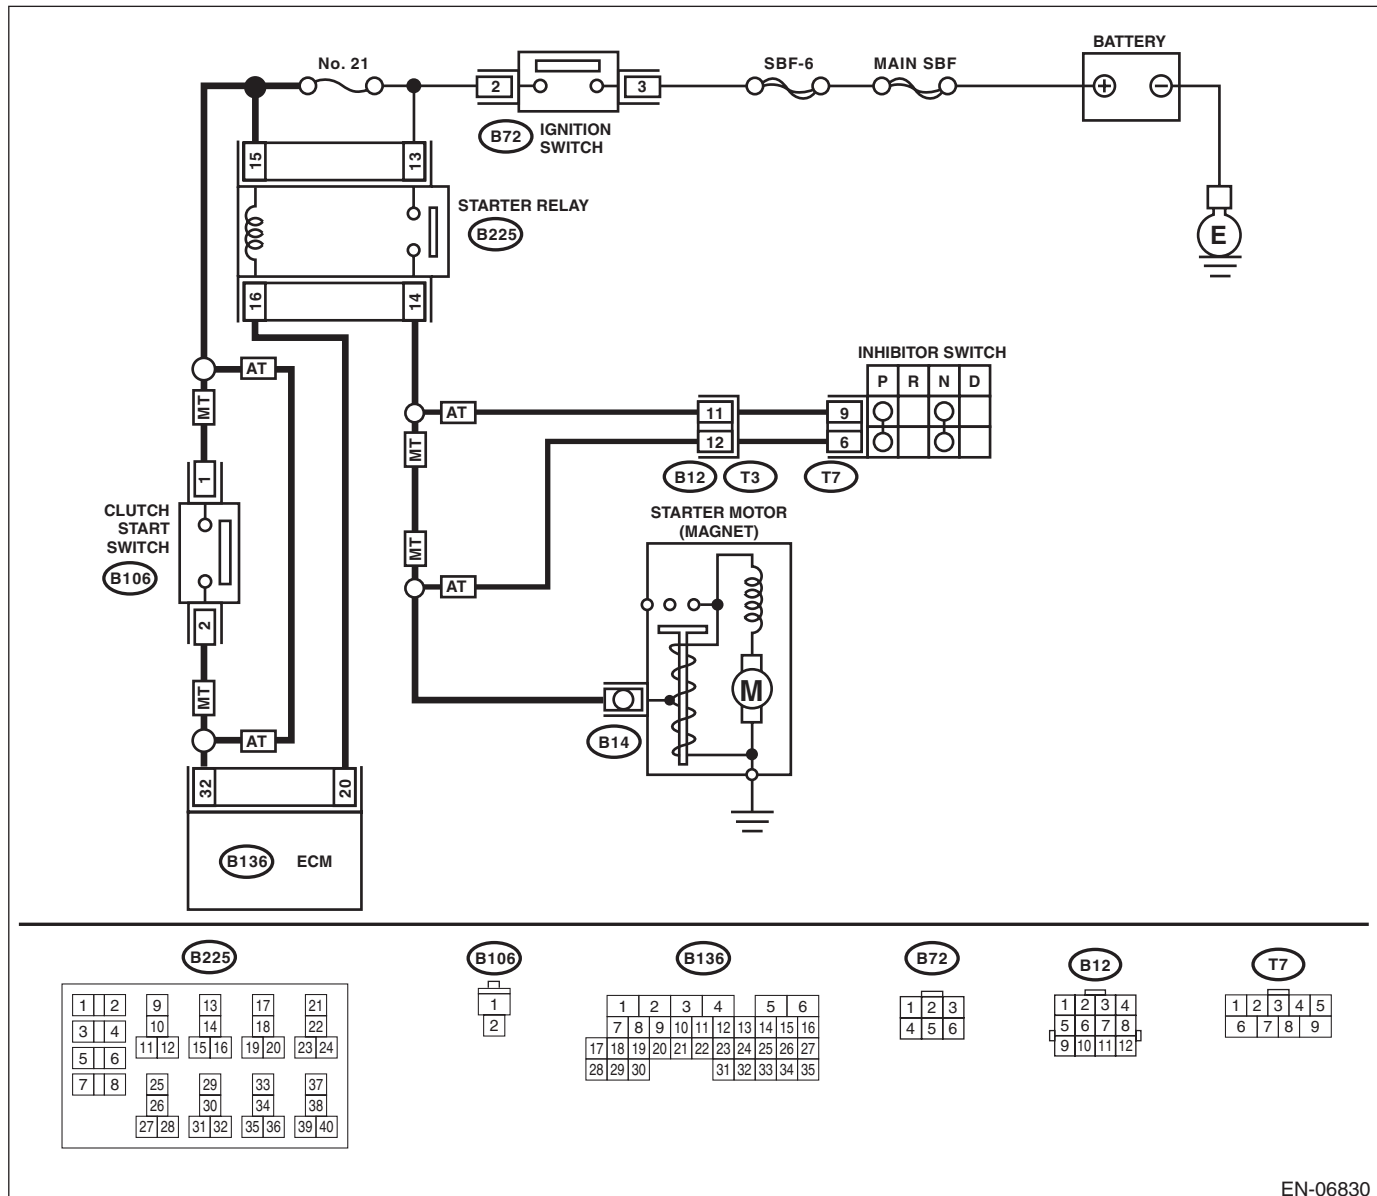 No. 21
SBF-6
MAIN SBF
BATTERY
2
3
B72
IGNITION
SWITCH
15
13
STARTER RELAY
B225
E
16
14
INHIBITOR SWITCH
P R N D
AT
MT
AT
11
9
MT
12
6
B12
T3
T7
1
CLUTCH
START
SWITCH
B106
STARTER MOTOR
(MAGNET)
MT
AT
2
MT
M
B14
AT
32
20
B136
ECM
B225
1 2
3 4
5 6
7 8
9
10
11 12
13
14
15 16
17
18
19 20
21
22
23 24
25
26
27 28
29
30
31 32
33
34
35 36
37
38
39 40
B106
1
2
B136
1 2 3 4 5 6
7 8 9 10 11 12 13 14 15 16
17 18 19 20 21 22 23 24 25 26 27
28 29 30 31 32 33 34 35
B72
1 2 3
4 5 6
B12
1 2 3 4
5 6 7 8
9 10 11 12
T7
1 2 3 4 5
6 7 8 9
EN-06830